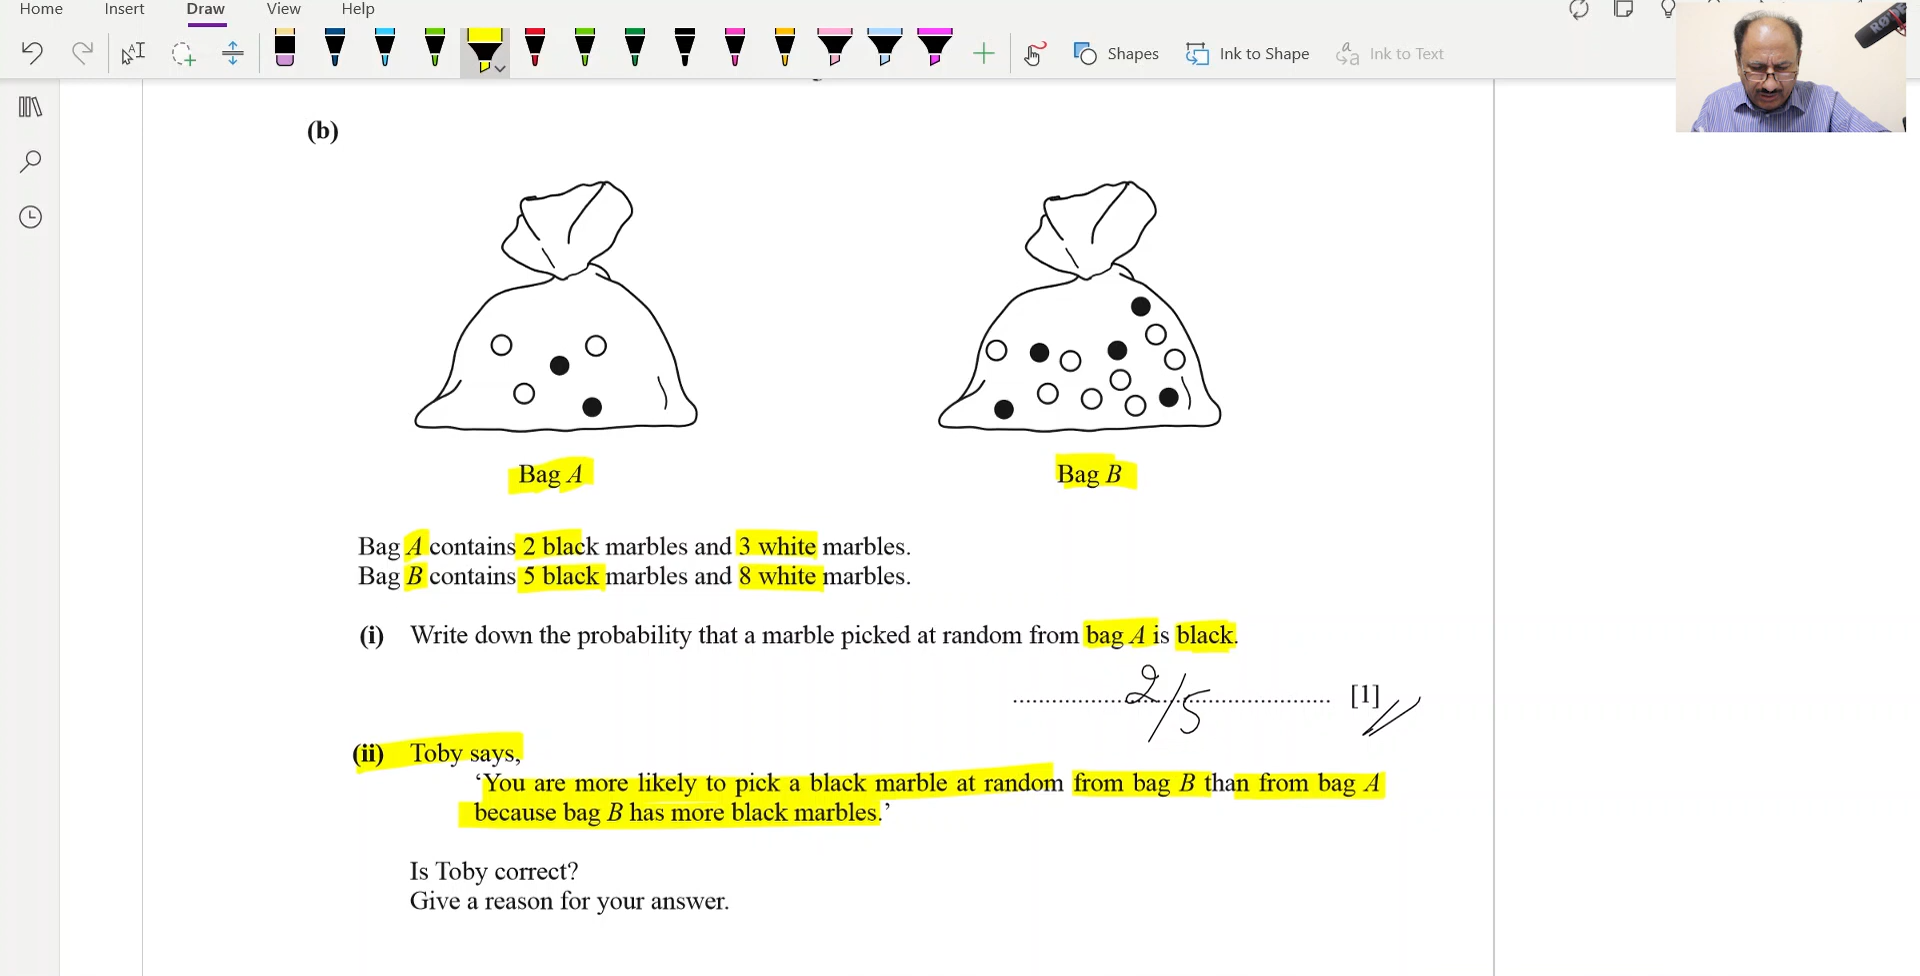 Home Insert Draw View Help
Shapes Ink to Shape Ink to Text
RØDE
(b)
Bag A Bag B
Bag A contains 2 black marbles and 3 white marbles.
Bag B contains 5 black marbles and 8 white marbles.
(i) Write down the probability that a marble picked at random from bag A is black.
2/5 [1]
(ii) Toby says,
‘You are more likely to pick a black marble at random from bag B than from bag A
because bag B has more black marbles.’
Is Toby correct?
Give a reason for your answer.